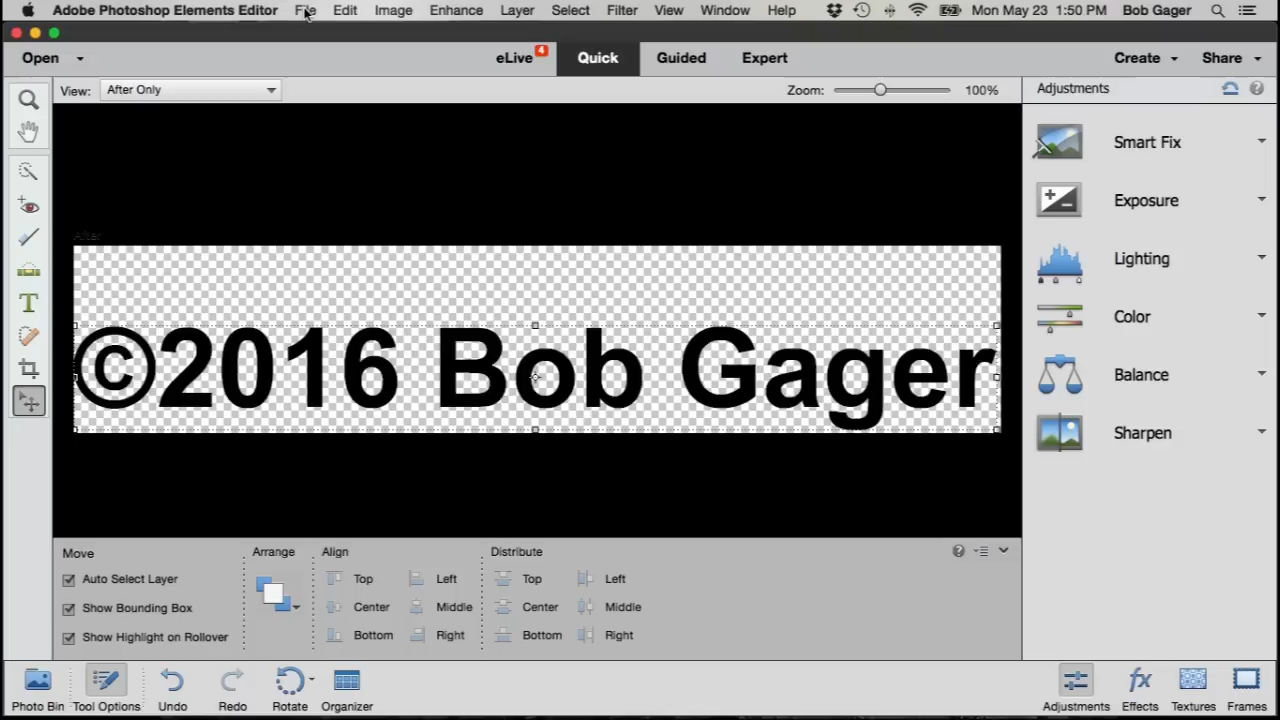 Adobe Photoshop Elements Editor File Edit Image Enhance Layer Select Filter View Window Help Mon May 23 1:50 PM Bob Gager
Open eLive 4 Quick Guided Expert Create Share
View: After Only Zoom: 100% Adjustments
Smart Fix
Exposure
After
Lighting
Color
©2016 Bob Gager
Balance
Sharpen
Move Arrange Align Distribute
Auto Select Layer Top Left Top Left
Show Bounding Box Center Middle Center Middle
Show Highlight on Rollover Bottom Right Bottom Right
Photo Bin Tool Options Undo Redo Rotate Organizer Adjustments Effects Textures Frames